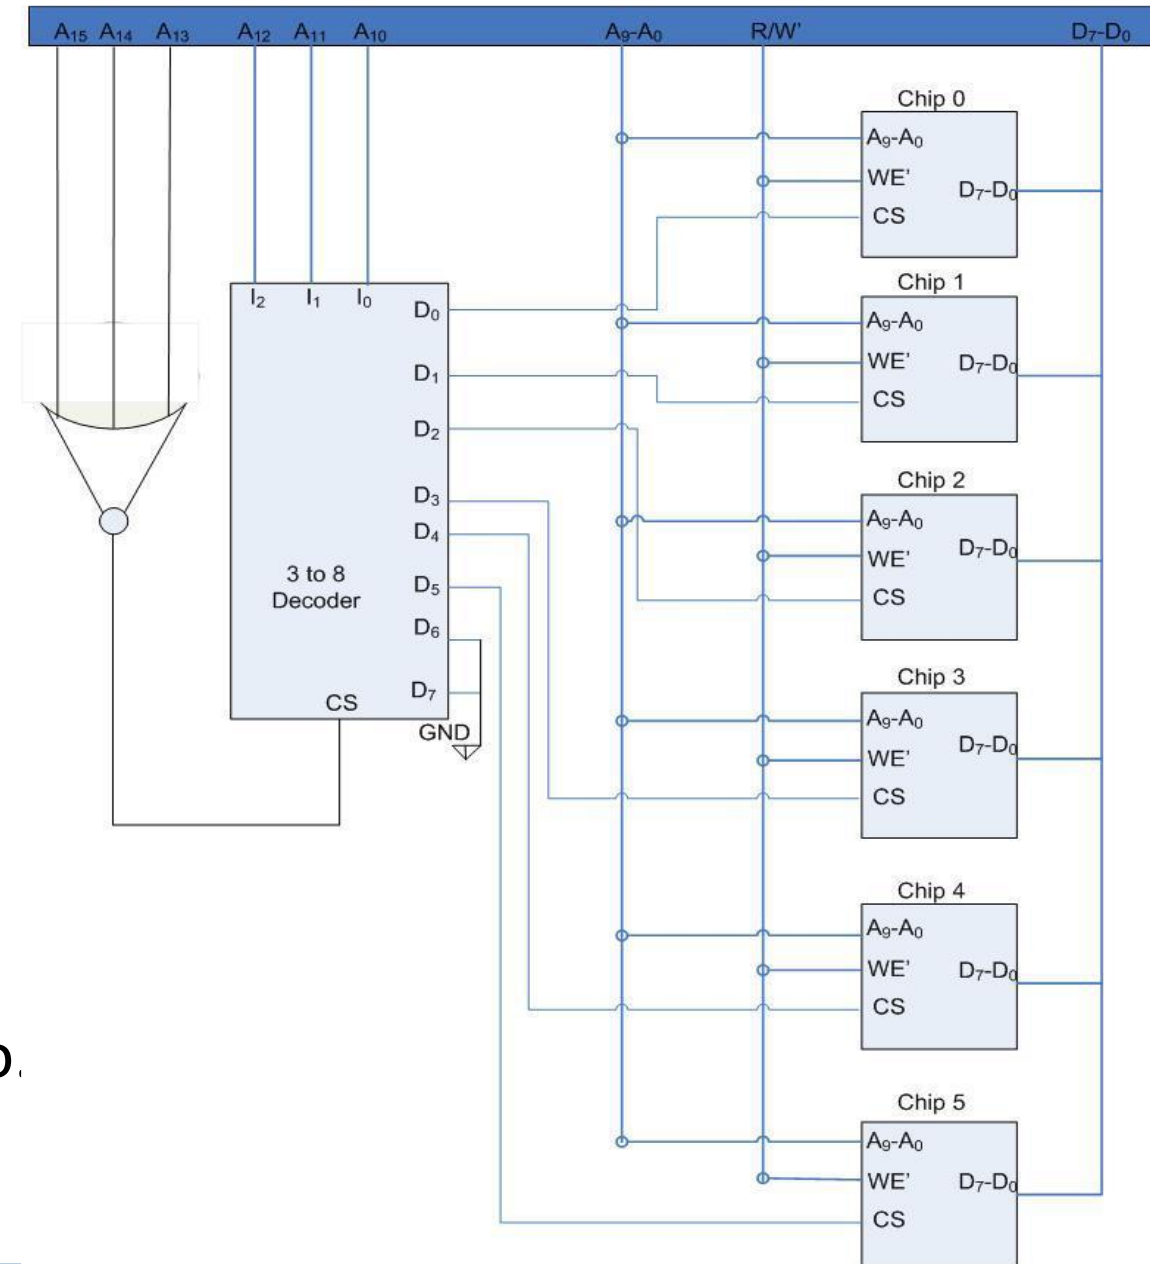 A₁₅ A₁₄ A₁₃ A₁₂ A₁₁ A₁₀ A₉-A₀ R/W' D₇-D₀
Chip 0
A₉-A₀
WE'
D₇-D₀
CS
Chip 1
A₉-A₀
WE'
D₇-D₀
CS
Chip 2
A₉-A₀
WE'
D₇-D₀
CS
Chip 3
A₉-A₀
WE'
D₇-D₀
CS
Chip 4
A₉-A₀
WE'
D₇-D₀
CS
Chip 5
A₉-A₀
WE'
D₇-D₀
CS
I₂ I₁ I₀
D₀
D₁
D₂
D₃
D₄
D₅
D₆
D₇
3 to 8
Decoder
CS
GND